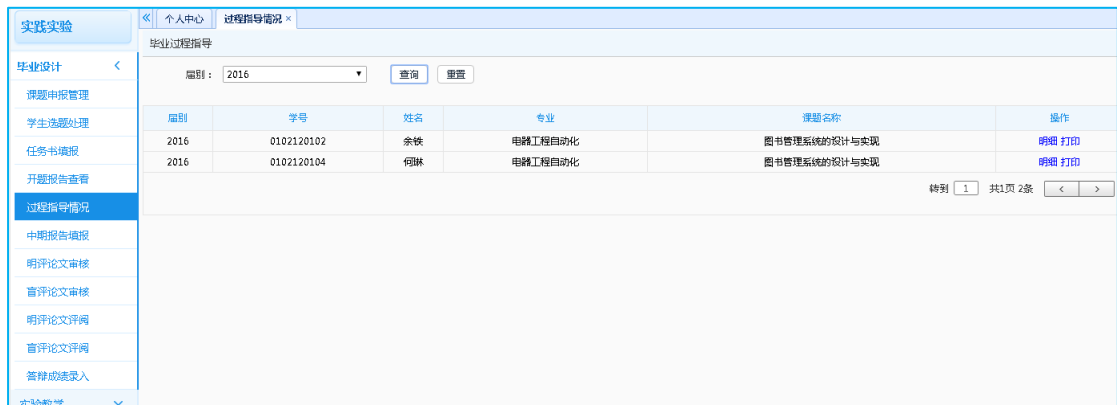 实践实验
毕业设计
课题申报管理
学生选题处理
任务书填报
开题报告查看
过程指导情况
中期报告填报
明评论文审核
盲评论文审核
明评论文评阅
盲评论文评阅
答辩成绩录入
实验教学
个人中心 过程指导情况 ×
毕业过程指导
届别： 2016 查询 重置
届别 学号 姓名 专业 课题名称 操作
2016 0102120102 余铁 电器工程自动化 图书管理系统的设计与实现 明细 打印
2016 0102120104 何琳 电器工程自动化 图书管理系统的设计与实现 明细 打印
转到 1 共1页 2条 < >